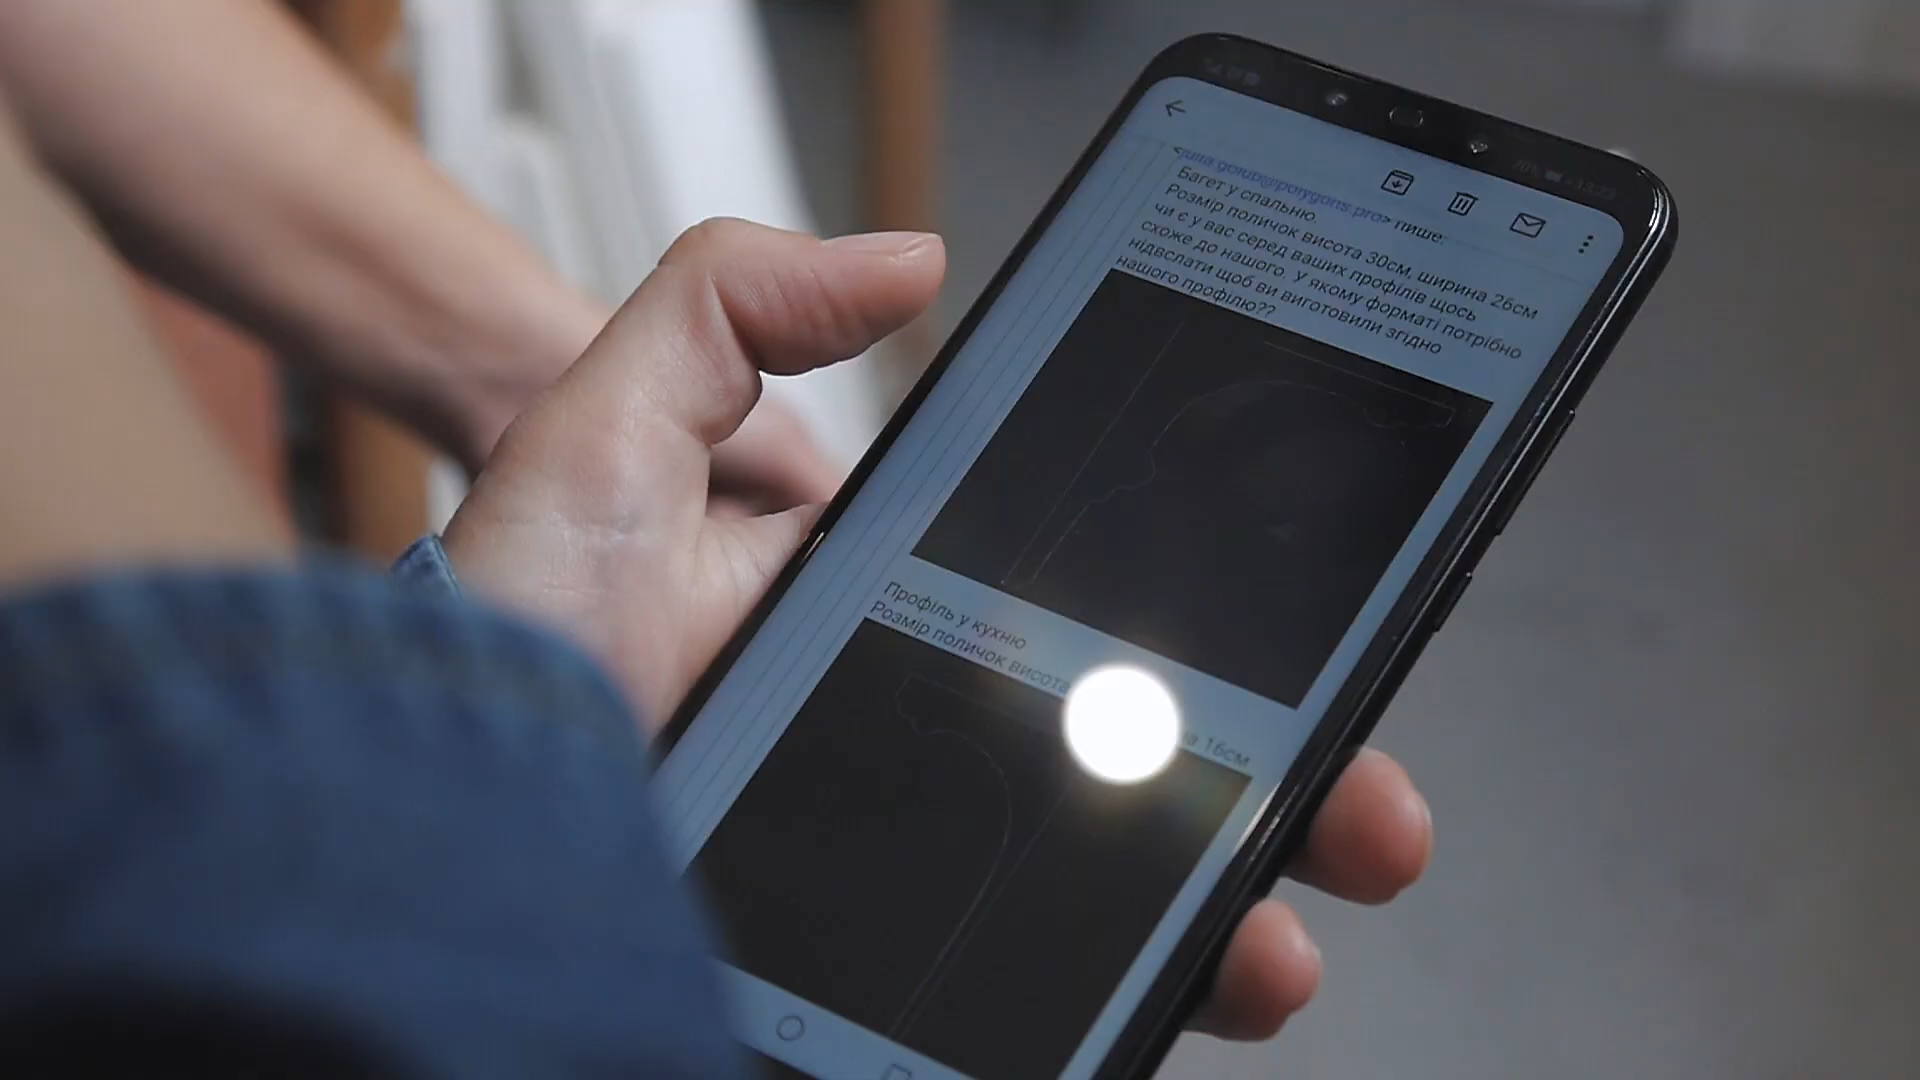 <julia.golub@polygons.pro> пише:
Багет у спальню
Розмір поличок висота 30см, ширина 26см
чи є у вас серед ваших профілів щось
схоже до нашого. У якому форматі потрібно
нідвслати щоб ви виготовили згідно
нашого профілю??
Профіль у кухню
Розмір поличок висота
а 16см